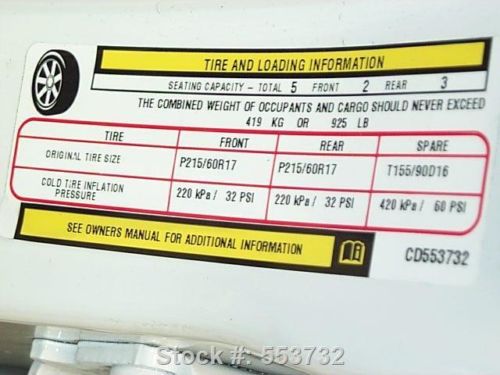 TIRE AND LOADING INFORMATION
SEATING CAPACITY - TOTAL 5 FRONT 2 REAR 3
THE COMBINED WEIGHT OF OCCUPANTS AND CARGO SHOULD NEVER EXCEED
419 KG OR 925 LB
TIRE FRONT REAR SPARE
ORIGINAL TIRE SIZE P215/60R17 P215/60R17 T155/90D16
COLD TIRE INFLATION PRESSURE 220 kPa / 32 PSI 220 kPa / 32 PSI 420 kPa / 60 PSI
SEE OWNERS MANUAL FOR ADDITIONAL INFORMATION
CD553732
Stock #: 553732